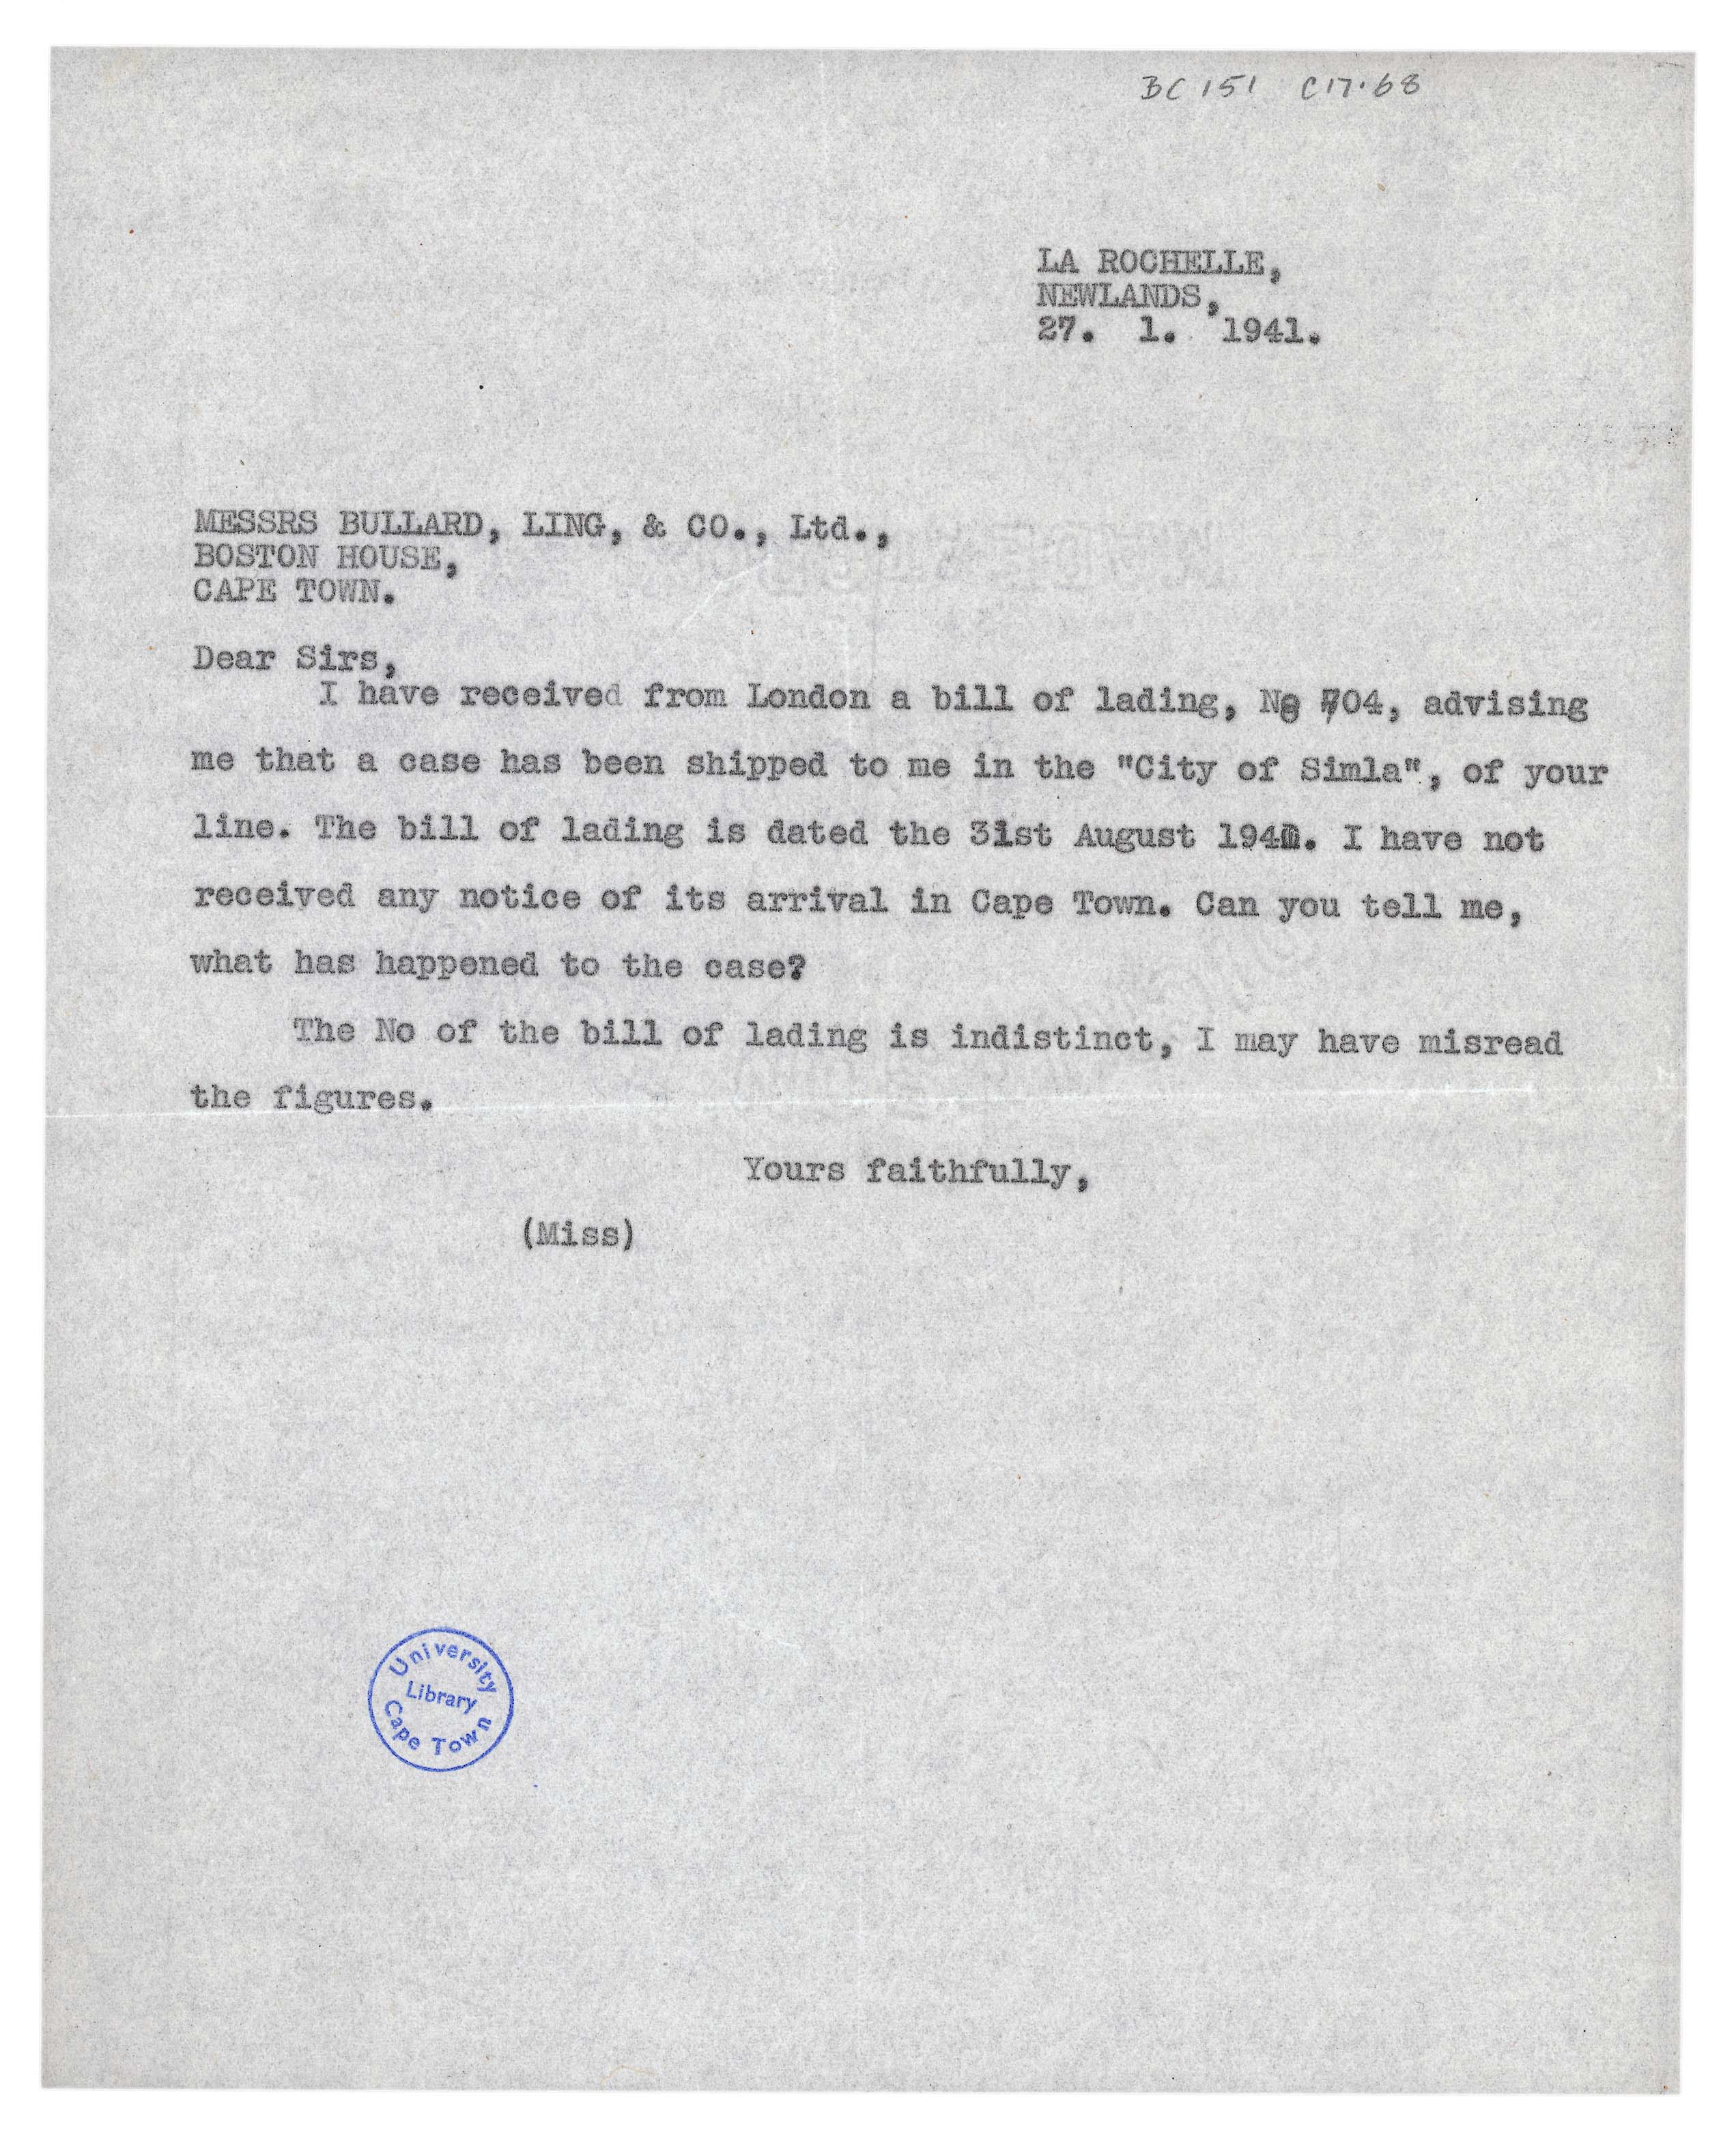 BC 151 C17.68
LA ROCHELLE,
NEWLANDS,
27. 1. 1941.
MESSRS BULLARD, LING, & CO., Ltd.,
BOSTON HOUSE,
CAPE TOWN.
Dear Sirs,
I have received from London a bill of lading, No 704, advising
me that a case has been shipped to me in the "City of Simla", of your
line. The bill of lading is dated the 31st August 1940. I have not
received any notice of its arrival in Cape Town. Can you tell me,
what has happened to the case?
The No of the bill of lading is indistinct, I may have misread
the figures.
Yours faithfully,
(Miss)
University
Library
Cape Town